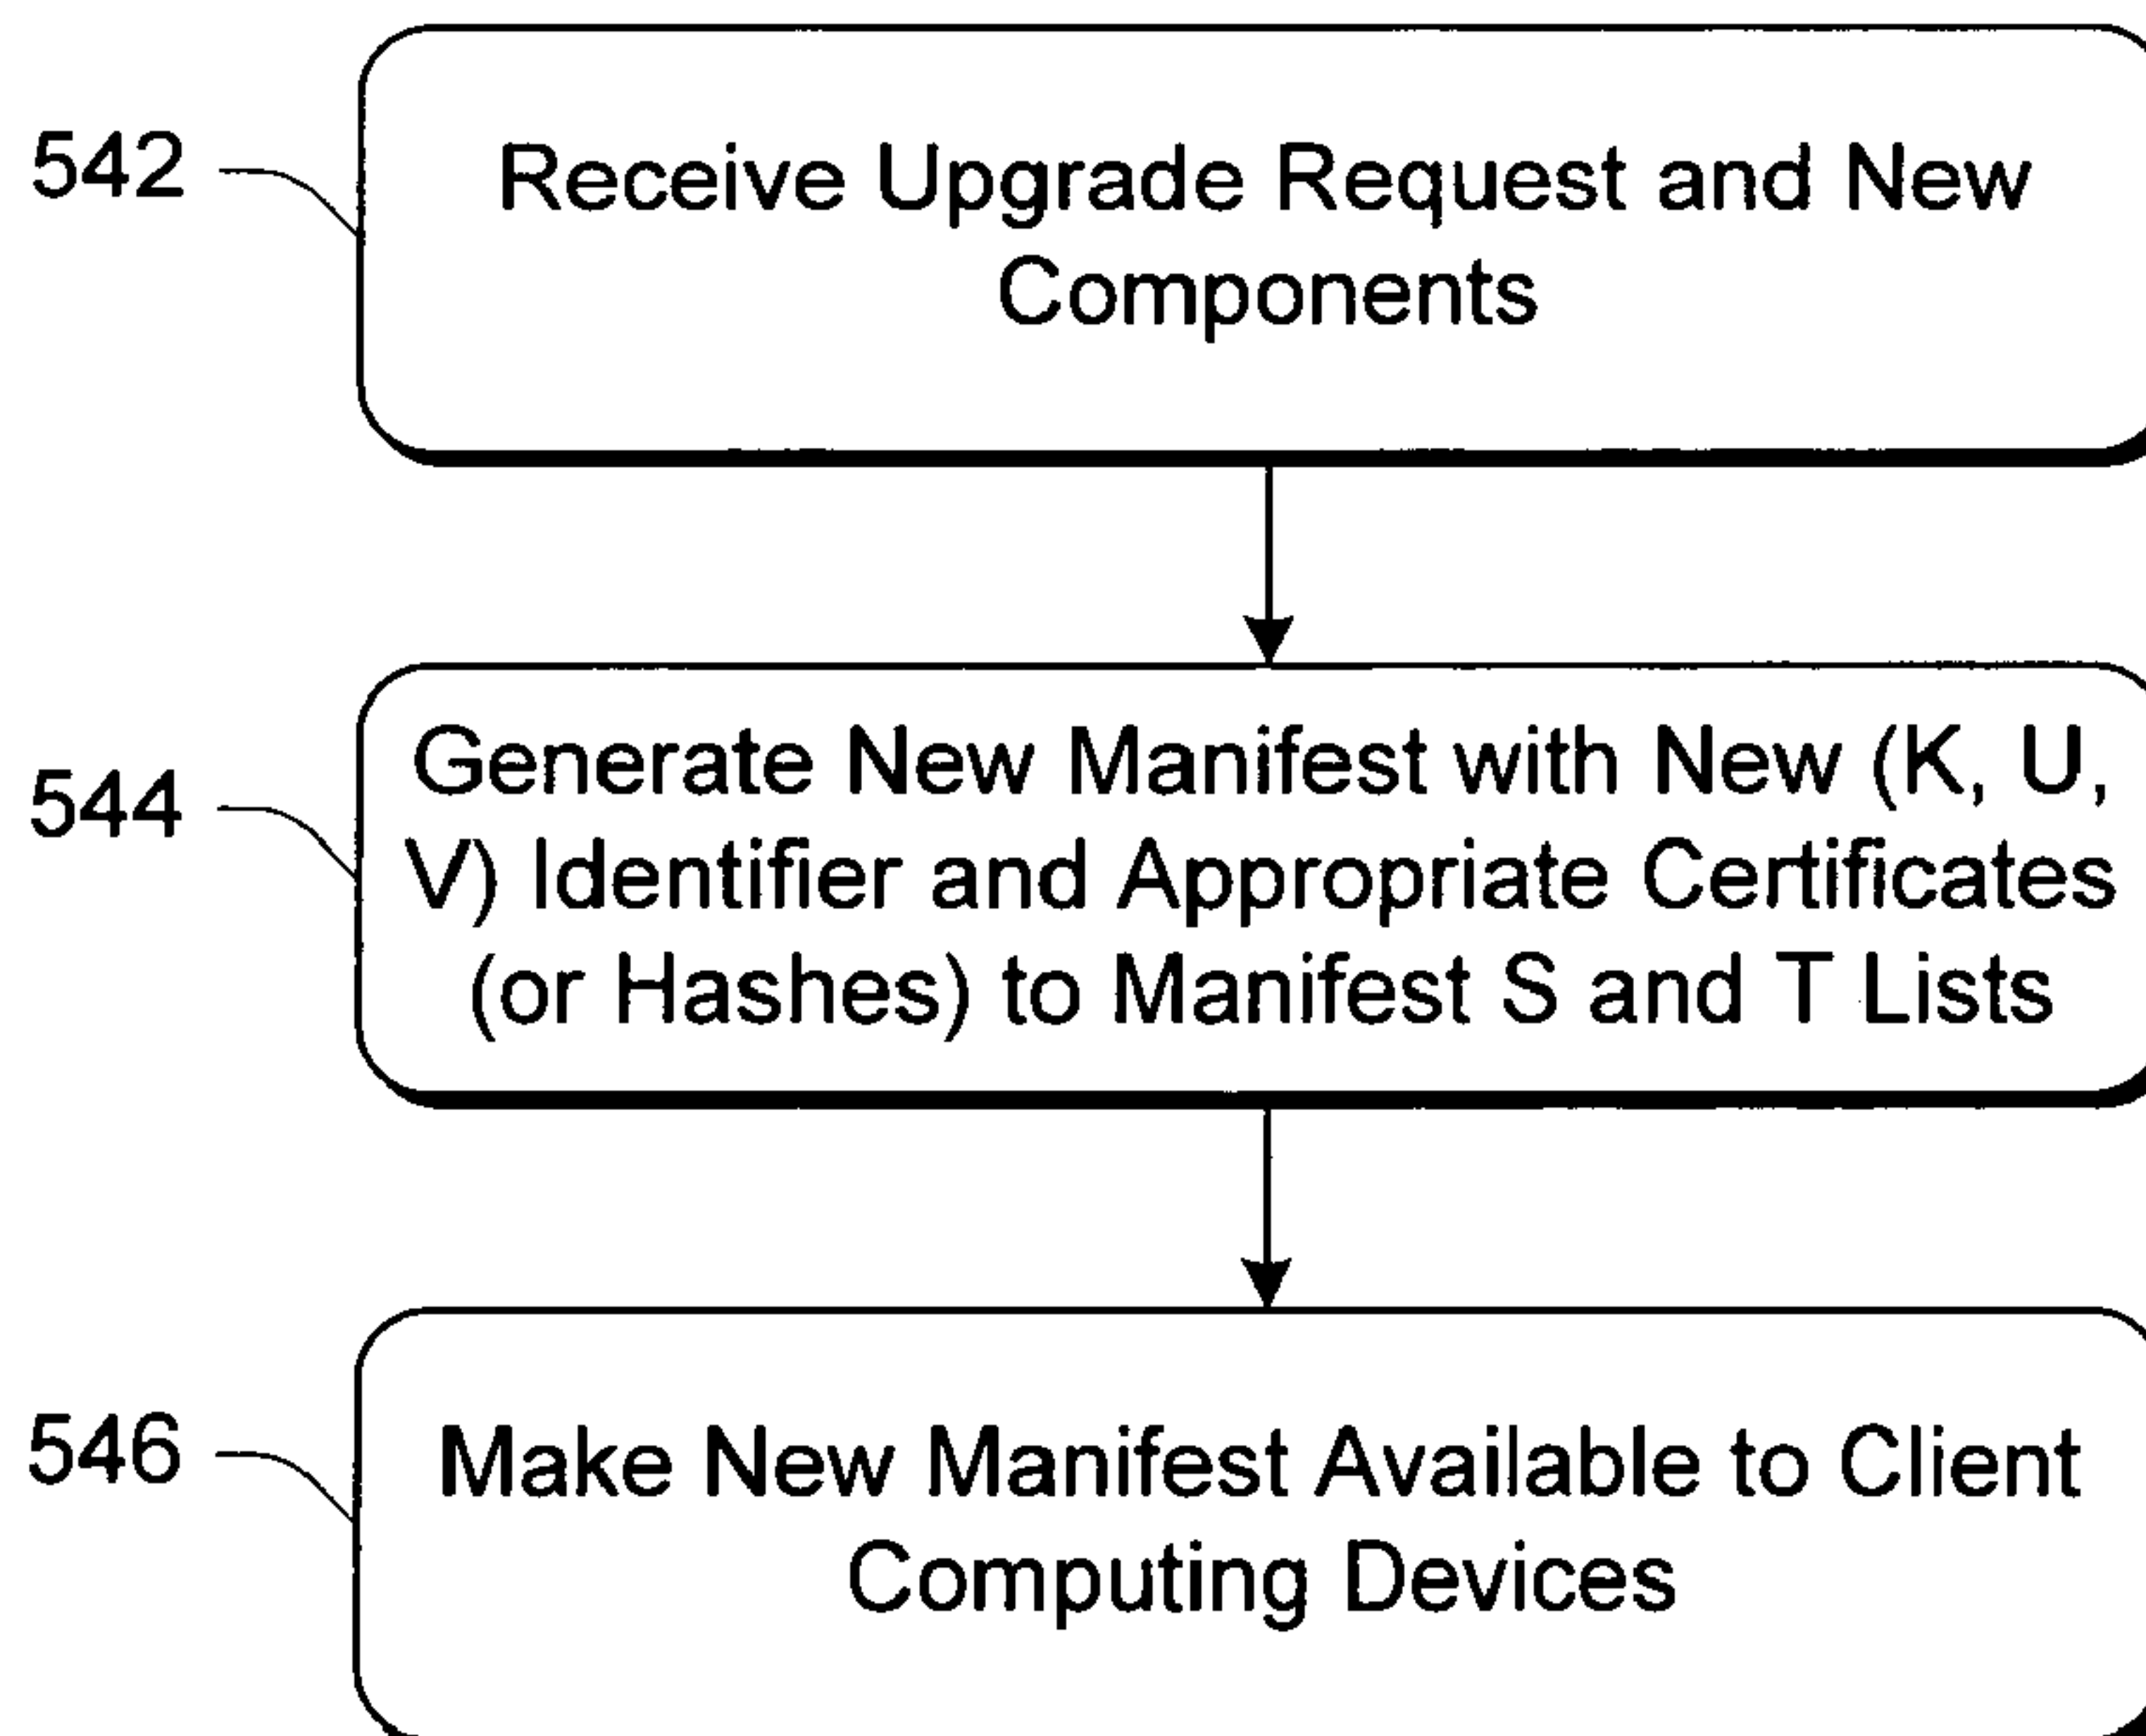 542
Receive Upgrade Request and New
Components
544
Generate New Manifest with New (K, U,
V) Identifier and Appropriate Certificates
(or Hashes) to Manifest S and T Lists
546
Make New Manifest Available to Client
Computing Devices